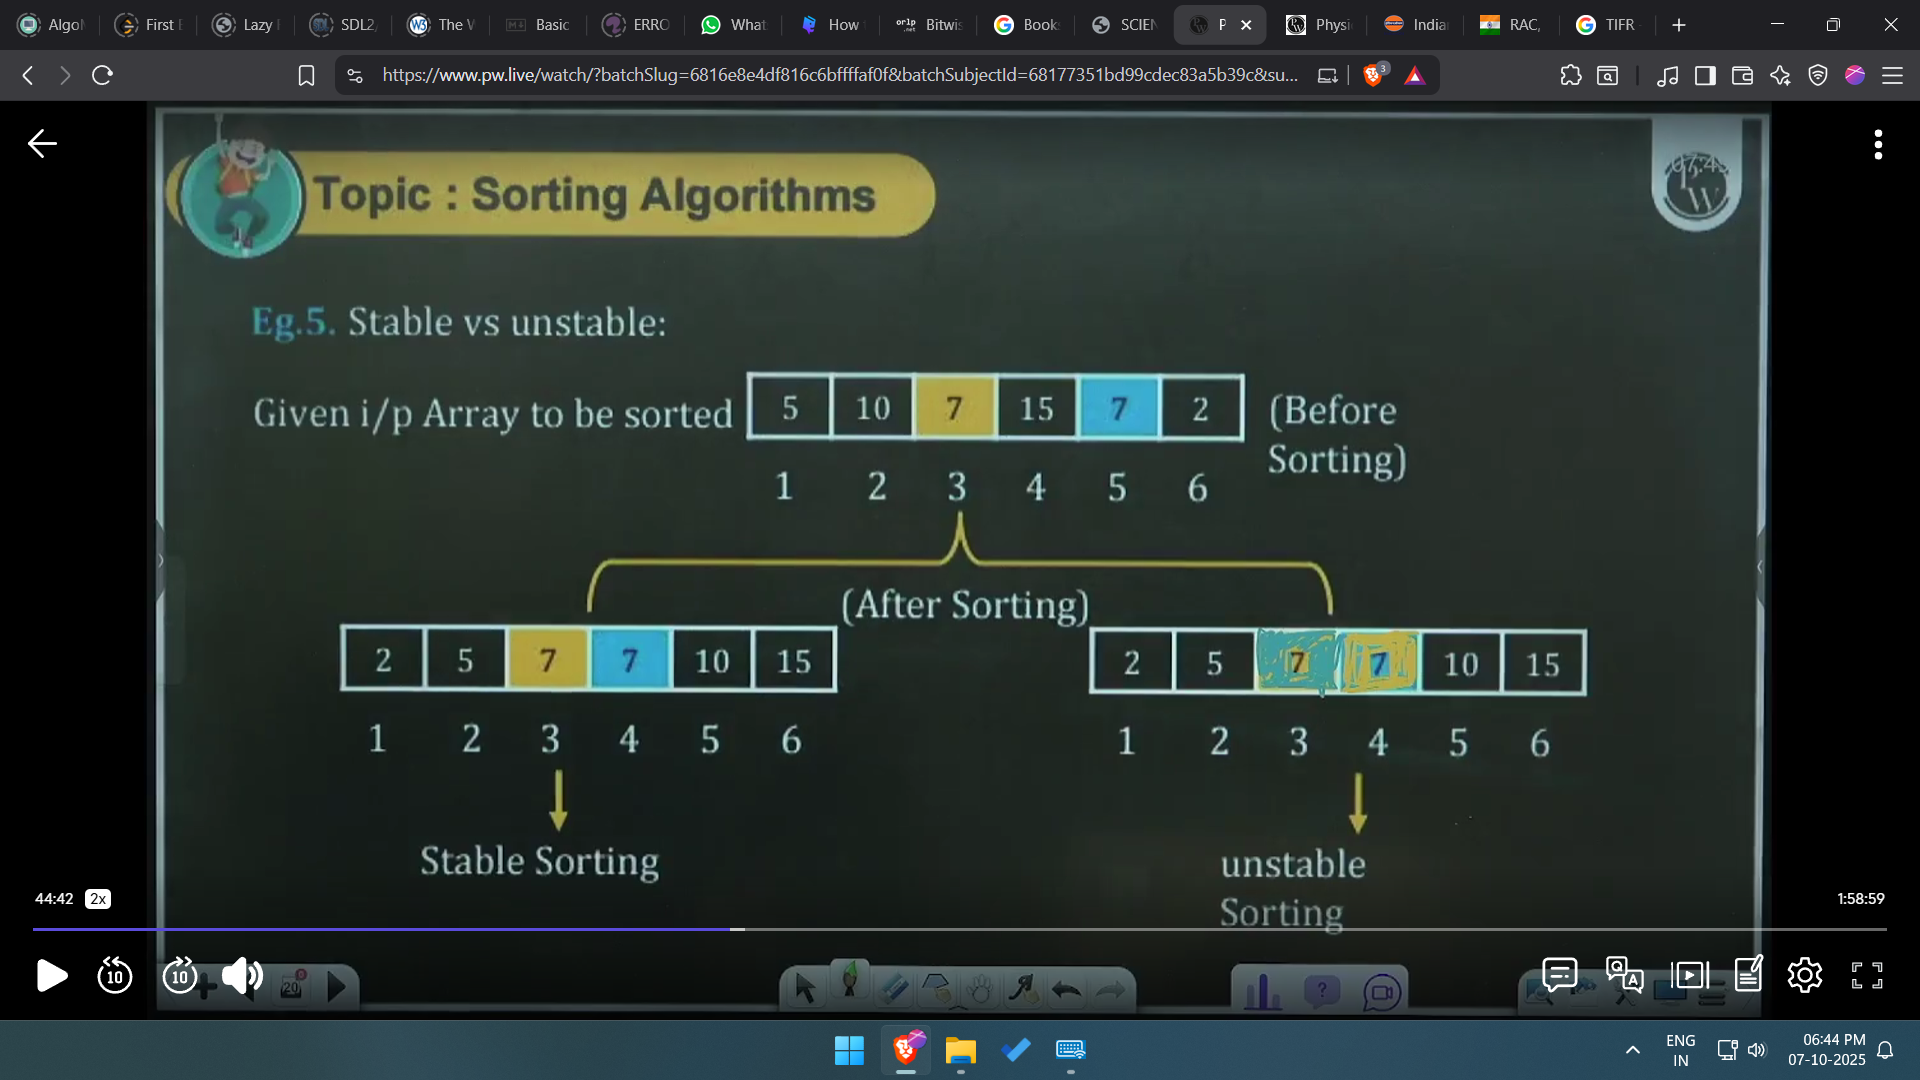 Algo
First
Lazy
SDL2
The W
Basic
ERRO
What
How
Bitwis
Book
SCIEN
P
Physi
India
RAC,
TIFR
https://www.pw.live/watch/?batchSlug=6816e8e4df816c6bffffaf0f&batchSubjectId=68177351bd99cdec83a5b39c&su...
3
Topic : Sorting Algorithms
Eg.5. Stable vs unstable:
Given i/p Array to be sorted 5 10 7 15 7 2 (Before
Sorting)
1 2 3 4 5 6
(After Sorting)
2 5 7 7 10 15
2 5 7 7 10 15
1 2 3 4 5 6
1 2 3 4 5 6
Stable Sorting
unstable
Sorting
44:42 2x
1:58:59
10 10
20
ENG
IN
06:44 PM
07-10-2025